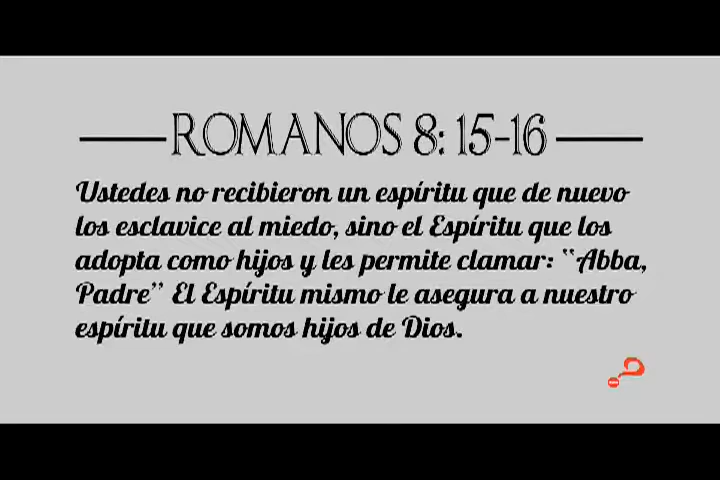 ROMANOS 8: 15-16
Ustedes no recibieron un espíritu que de nuevo
los esclavice al miedo, sino el Espíritu que los
adopta como hijos y les permite clamar: “Abba,
Padre” El Espíritu mismo le asegura a nuestro
espíritu que somos hijos de Dios.